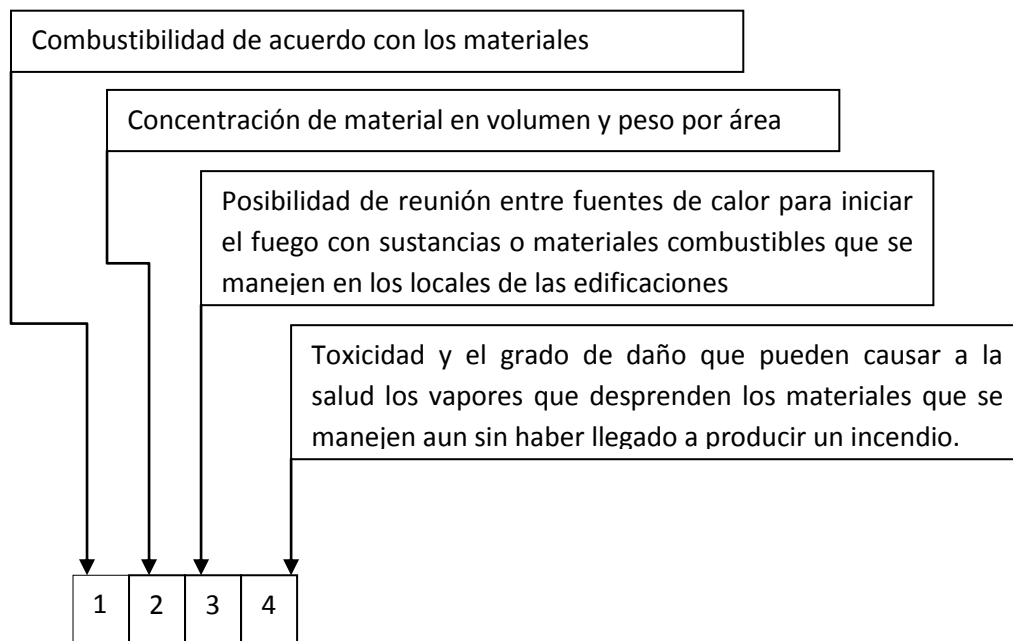 Combustibilidad de acuerdo con los materiales
Concentración de material en volumen y peso por área
Posibilidad de reunión entre fuentes de calor para iniciar
el fuego con sustancias o materiales combustibles que se
manejen en los locales de las edificaciones
Toxicidad y el grado de daño que pueden causar a la
salud los vapores que desprenden los materiales que se
manejen aun sin haber llegado a producir un incendio.
1 2 3 4